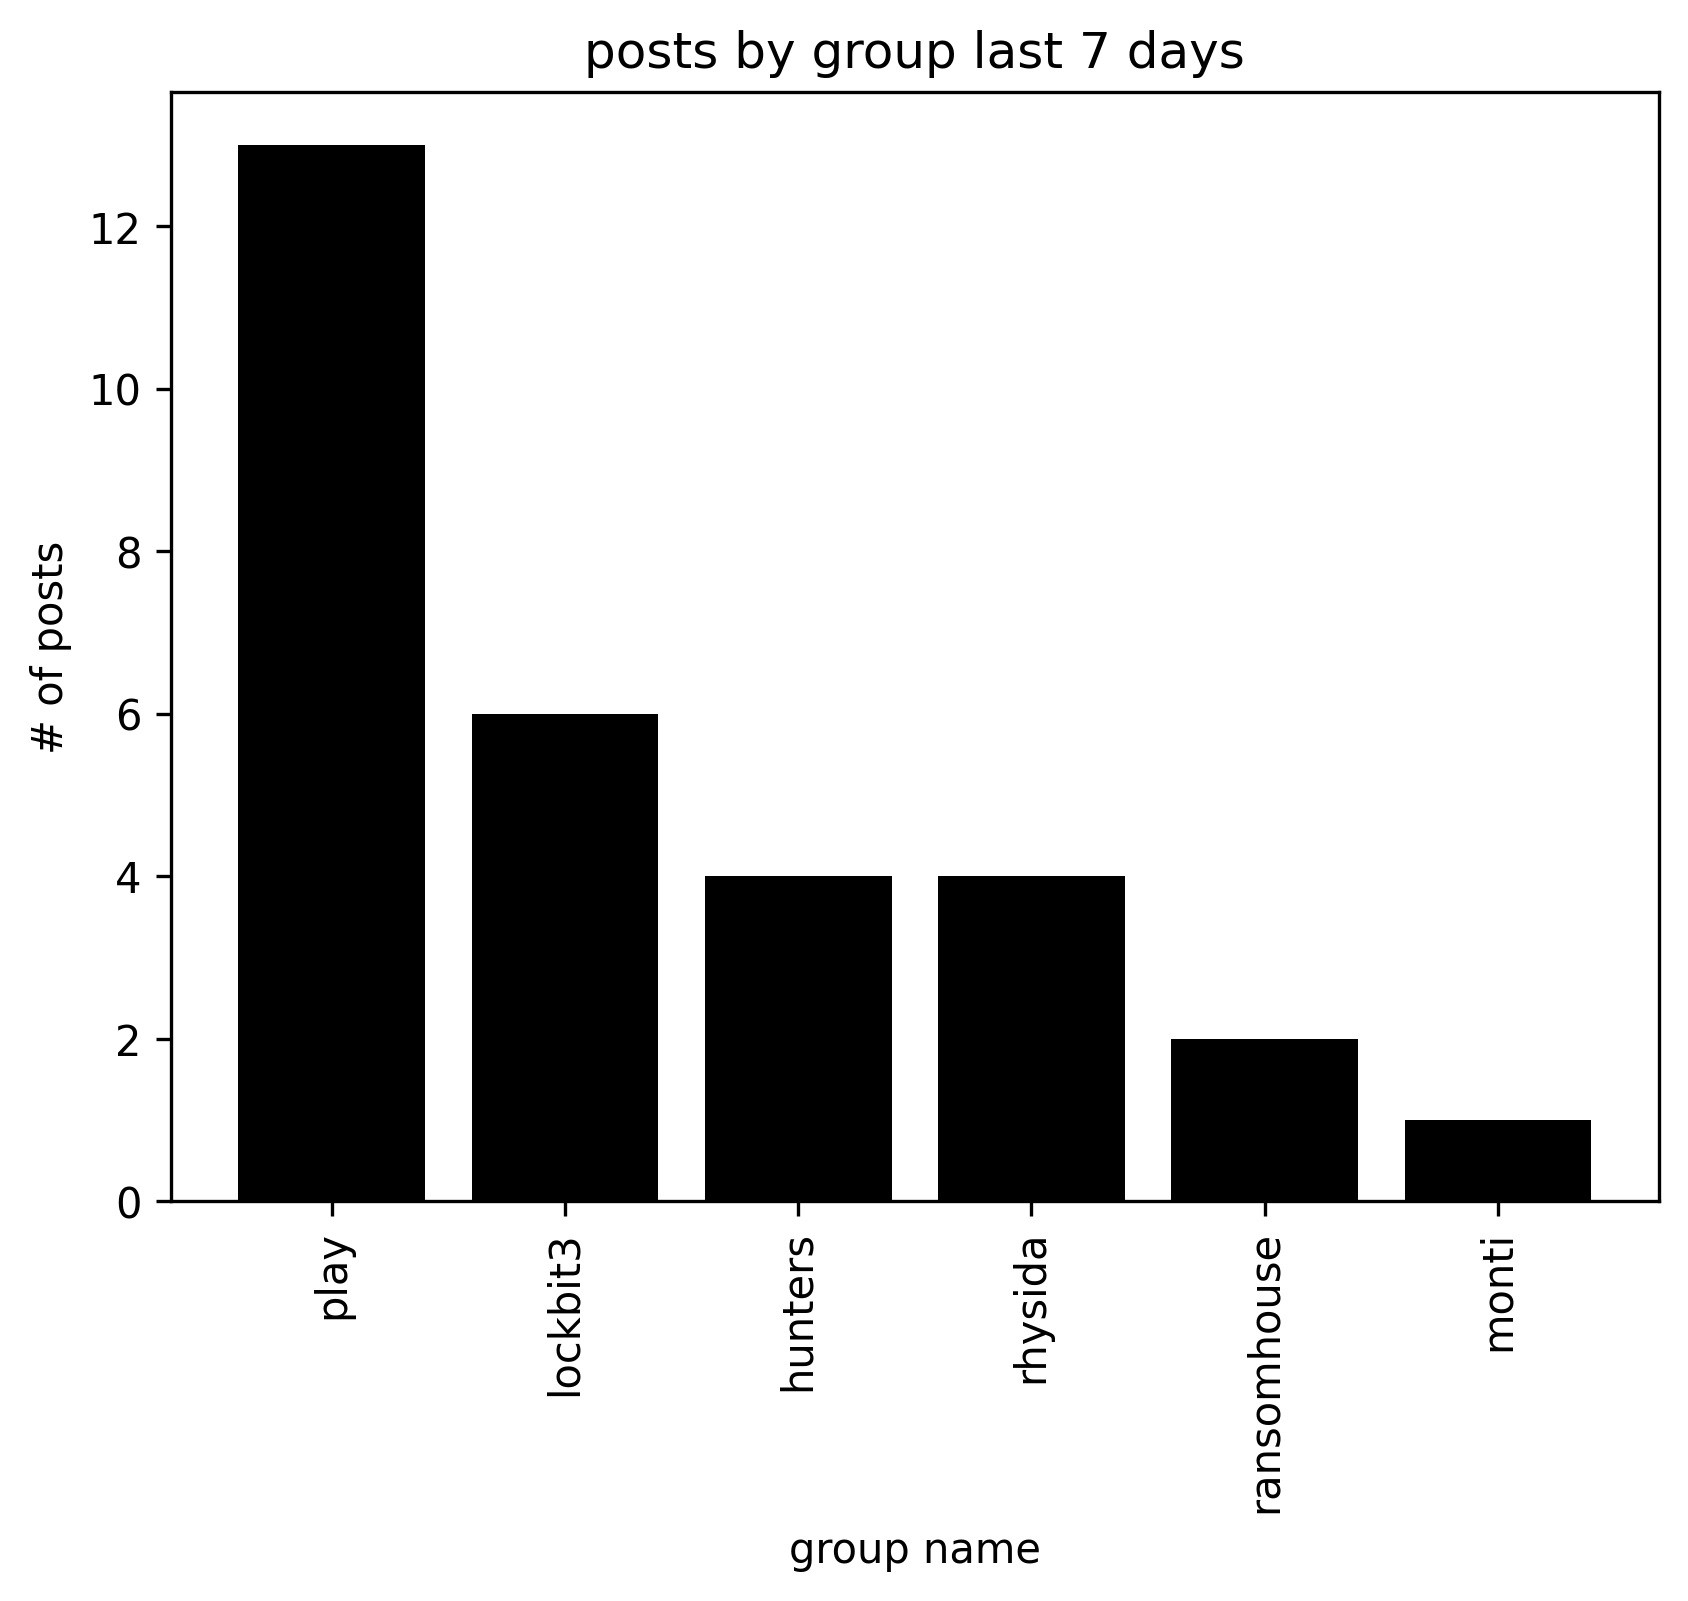 posts by group last 7 days
# of posts
12
10
8
6
4
2
0
play
lockbit3
hunters
rhysida
ransomhouse
monti
group name